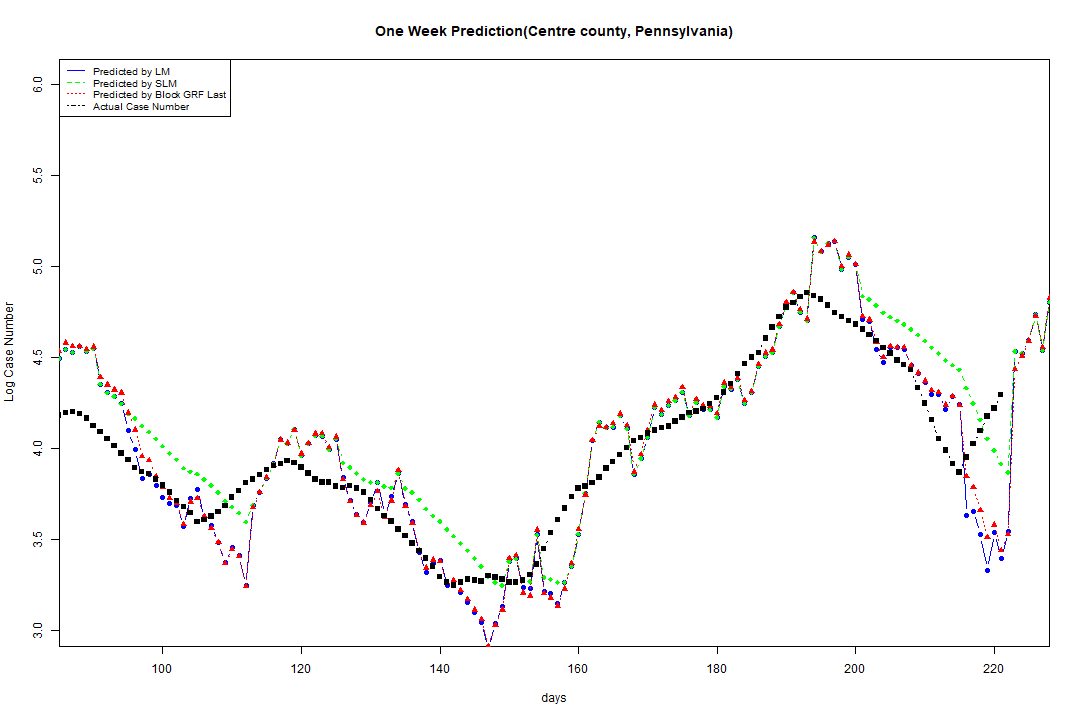 One Week Prediction(Centre county, Pennsylvania)
Predicted by LM
Predicted by SLM
Predicted by Block GRF Last
Actual Case Number
6.0
5.5
5.0
4.5
4.0
3.5
3.0
Log Case Number
100 120 140 160 180 200 220
days